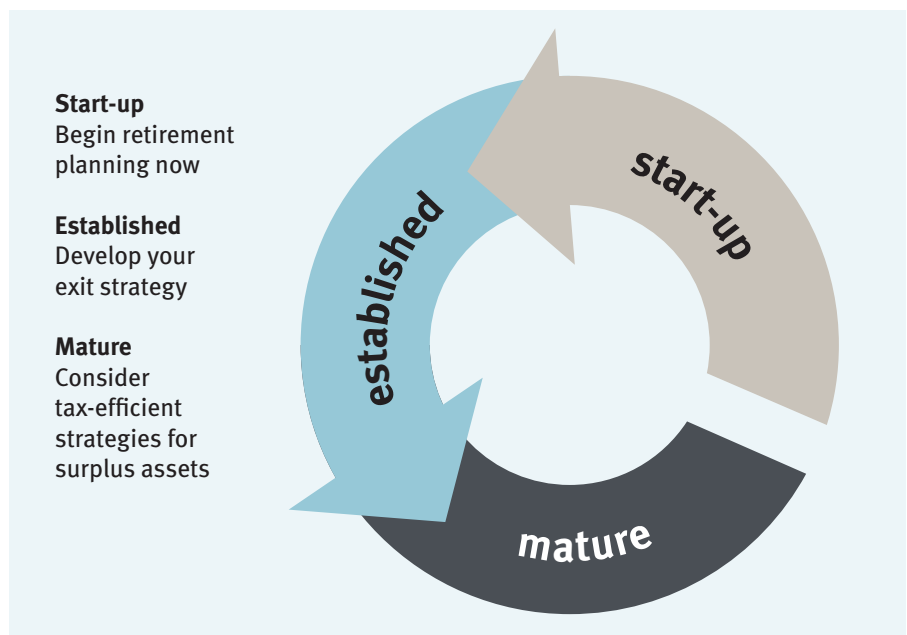 Start-up
Begin retirement
planning now
Established
Develop your
exit strategy
Mature
Consider
tax-efficient
strategies for
surplus assets
start-up
established
mature